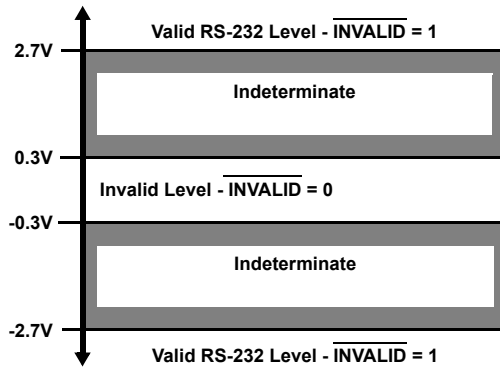 Valid RS-232 Level - INVALID = 1
2.7V
Indeterminate
0.3V
Invalid Level - INVALID = 0
-0.3V
Indeterminate
-2.7V
Valid RS-232 Level - INVALID = 1